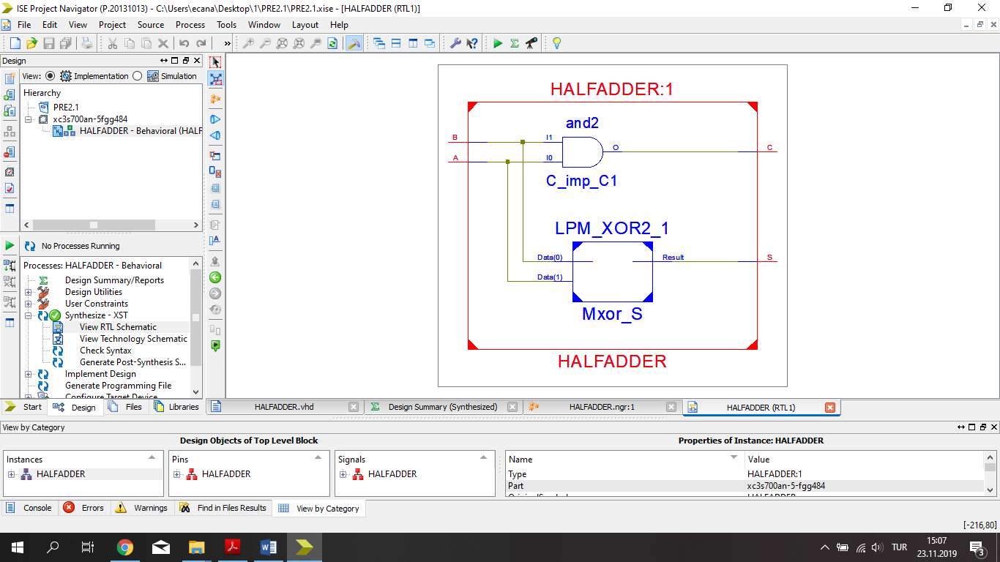 ISE Project Navigator (P.20131013) - C:\Users\ecana\Desktop\1\PRE2.1\PRE2.1.xise - [HALFADDER (RTL1)]
File Edit View Project Source Process Tools Window Layout Help
»
Design
View: Implementation Simulation
Hierarchy
PRE2.1
xc3s700an-5fgg484
HALFADDER - Behavioral (HALF
No Processes Running
Processes: HALFADDER - Behavioral
Design Summary/Reports
Design Utilities
User Constraints
Synthesize - XST
View RTL Schematic
View Technology Schematic
Check Syntax
Generate Post-Synthesis S...
Implement Design
Generate Programming File
Configure Target Device
Start Design Files Libraries
HALFADDER:1
and2
B I1
O C
A I0
C_imp_C1
LPM_XOR2_1
Data(0) Result S
Data(1)
Mxor_S
HALFADDER
HALFADDER.vhd Design Summary (Synthesized) HALFADDER.ngr:1 HALFADDER (RTL1)
View by Category
Design Objects of Top Level Block Properties of Instance: HALFADDER
Instances Pins Signals Name Value
HALFADDER HALFADDER HALFADDER Type HALFADDER:1
Part xc3s700an-5-fgg484
Console Errors Warnings Find in Files Results View by Category
[-216,80]
TUR 15:07
23.11.2019
3